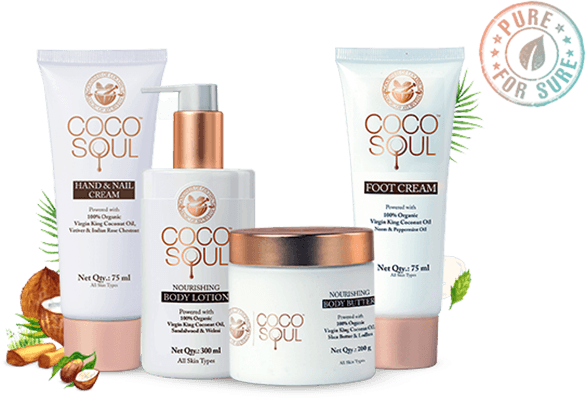 PURE
FOR SURE
COCO
SOUL™
HAND & NAIL
CREAM
Powered with
100% Organic
Virgin King Coconut Oil,
Vetiver & Indian Rose Chestnut
Net Qty.: 75 ml
All Skin Types
COCO
SOUL
NOURISHING
BODY LOTION
Powered with
100% Organic
Virgin King Coconut Oil,
Sandalwood & Walnut
Net Qty.: 300 ml
All Skin Types
COCO
SOUL
NOURISHING
BODY BUTTER
Powered with
100% Organic
Virgin King Coconut Oil,
Shea Butter &
Net Qty.: 200 g
All Skin Types
COCO™
SOUL
FOOT CREAM
Powered with
100% Organic
Virgin King Coconut Oil
Neem & Peppermint Oil
Net Qty.: 75 ml
All Skin Types